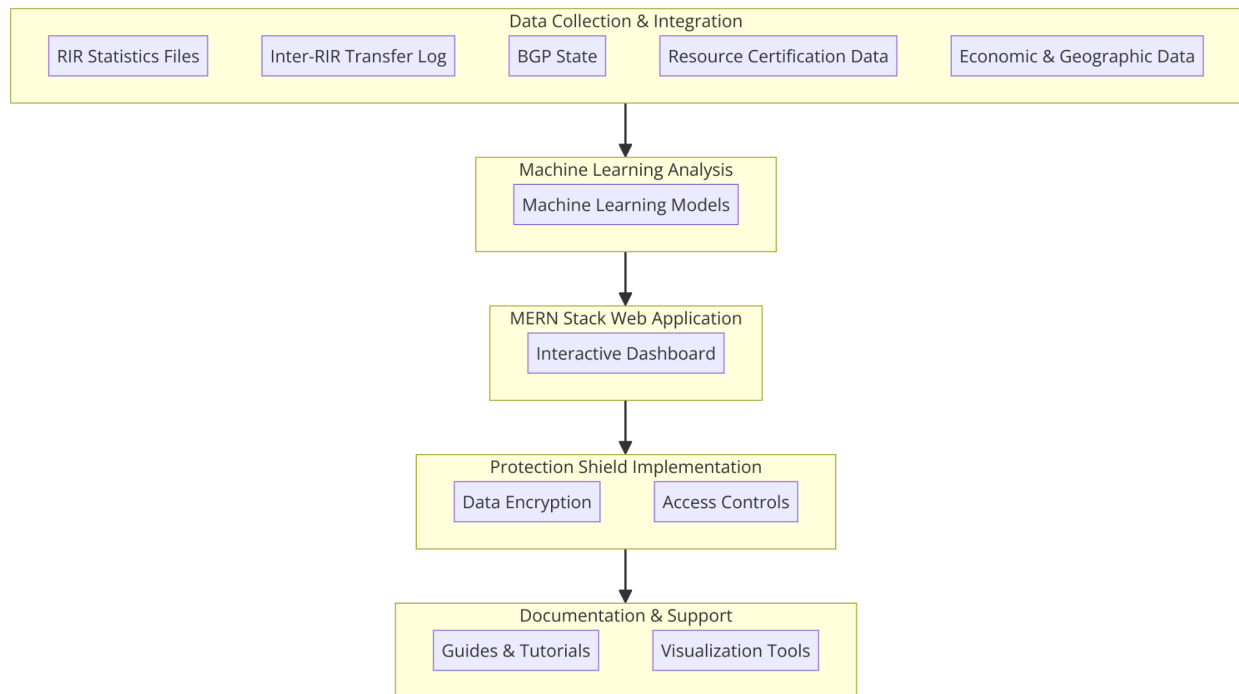 Data Collection & Integration
RIR Statistics Files
Inter-RIR Transfer Log
BGP State
Resource Certification Data
Economic & Geographic Data
Machine Learning Analysis
Machine Learning Models
MERN Stack Web Application
Interactive Dashboard
Protection Shield Implementation
Data Encryption
Access Controls
Documentation & Support
Guides & Tutorials
Visualization Tools